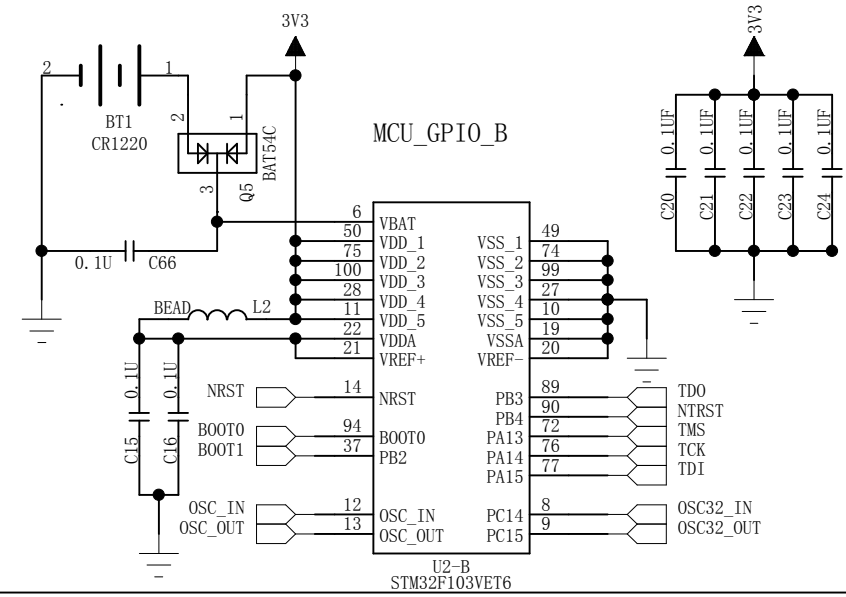 3V3
3V3
2
1
BT1
CR1220
2
1
BAT54C
3
Q5
MCU_GPIO_B
0.1UF
0.1UF
0.1UF
0.1UF
0.1UF
C20
C21
C22
C23
C24
0.1U
C66
BEAD
L2
0.1U
0.1U
C15
C16
6 VBAT
50 VDD_1
75 VDD_2
100 VDD_3
28 VDD_4
11 VDD_5
22 VDDA
21 VREF+
NRST 14 NRST
BOOT0 94 BOOT0
BOOT1 37 PB2
OSC_IN 12 OSC_IN
OSC_OUT 13 OSC_OUT
VSS_1 49
VSS_2 74
VSS_3 99
VSS_4 27
VSS_5 10
VSSA 19
VREF- 20
PB3 89 TDO
PB4 90 NTRST
PA13 72 TMS
PA14 76 TCK
PA15 77 TDI
PC14 8 OSC32_IN
PC15 9 OSC32_OUT
U2-B
STM32F103VET6